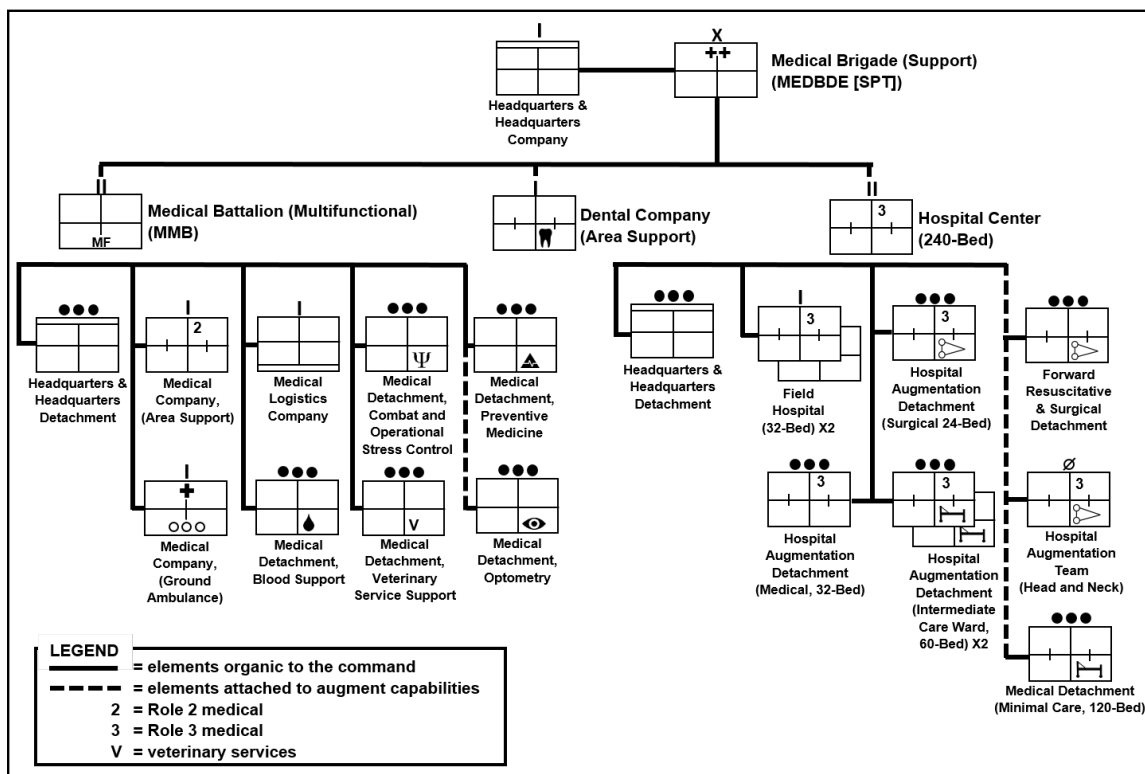 I
X
++
Medical Brigade (Support)
(MEDBDE [SPT])
Headquarters &
Headquarters
Company
II
MF
Medical Battalion (Multifunctional)
(MMB)
I
Dental Company
(Area Support)
II
3
Hospital Center
(240-Bed)
Headquarters &
Headquarters
Detachment
I
2
Medical
Company,
(Area Support)
I
Medical
Logistics
Company
Ψ
Medical
Detachment,
Combat and
Operational
Stress Control
Medical
Detachment,
Preventive
Medicine
Headquarters &
Headquarters
Detachment
I
3
Field
Hospital
(32-Bed) X2
3
Hospital
Augmentation
Detachment
(Surgical 24-Bed)
Forward
Resuscitative
& Surgical
Detachment
I
Medical
Company,
(Ground
Ambulance)
Medical
Detachment,
Blood Support
V
Medical
Detachment,
Veterinary
Service Support
Medical
Detachment,
Optometry
3
Hospital
Augmentation
Detachment
(Medical, 32-Bed)
3
Hospital
Augmentation
Detachment
(Intermediate
Care Ward,
60-Bed) X2
Ø
3
Hospital
Augmentation
Team
(Head and Neck)
Medical Detachment
(Minimal Care, 120-Bed)
LEGEND
= elements organic to the command
= elements attached to augment capabilities
2 = Role 2 medical
3 = Role 3 medical
V = veterinary services